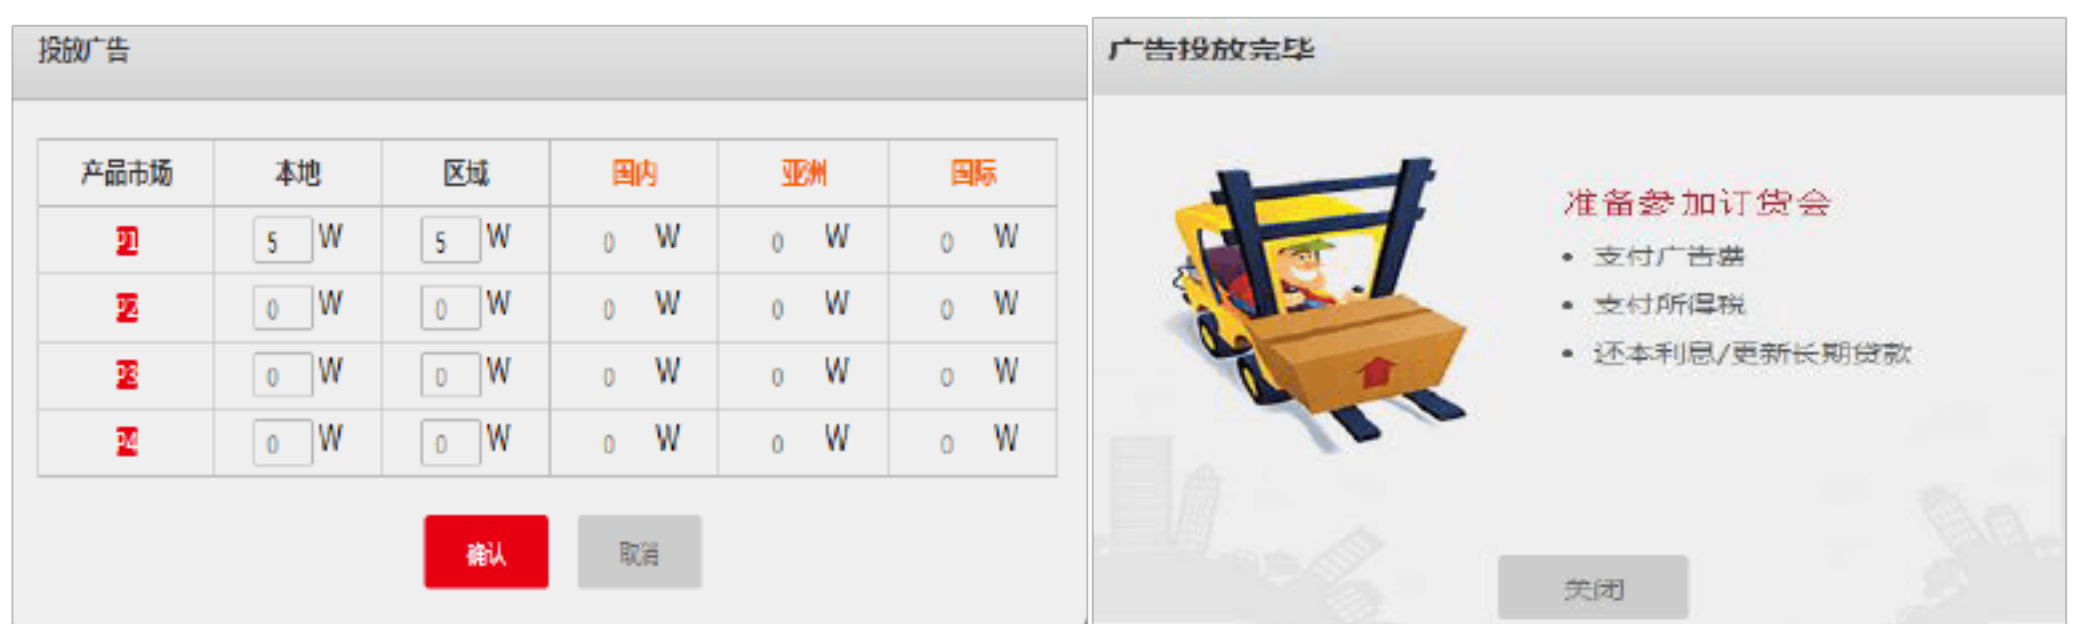 投放广告
产品市场 本地 区域 国内 亚洲 国际
P1 5 W 5 W 0 W 0 W 0 W
P2 0 W 0 W 0 W 0 W 0 W
P3 0 W 0 W 0 W 0 W 0 W
P4 0 W 0 W 0 W 0 W 0 W
确认 取消
广告投放完毕
准备参加订货会
• 支付广告费
• 支付所得税
• 还本利息/更新长期贷款
关闭